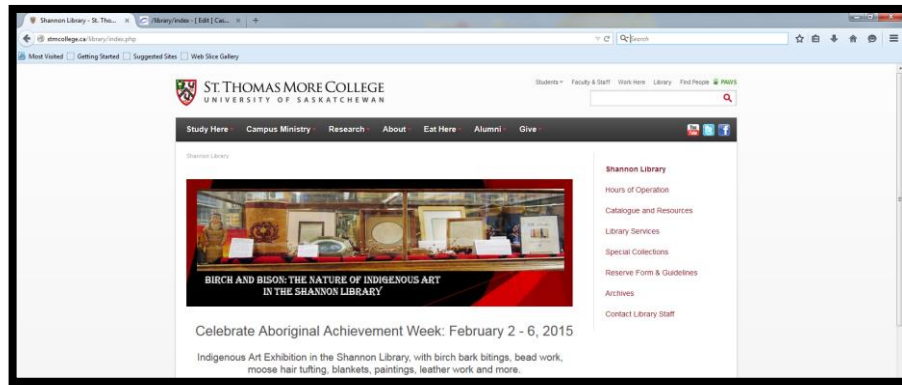 Shannon Library - St. Tho...
/library/index - [ Edit ] Cas...
stmcollege.ca/library/index.php
Search
Most Visited Getting Started Suggested Sites Web Slice Gallery
ST. THOMAS MORE COLLEGE
UNIVERSITY OF SASKATCHEWAN
Students Faculty & Staff Work Here Library Find People PAWS
Study Here Campus Ministry Research About Eat Here Alumni Give
You Tube
Shannon Library
BIRCH AND BISON: THE NATURE OF INDIGENOUS ART
IN THE SHANNON LIBRARY
Celebrate Aboriginal Achievement Week: February 2 - 6, 2015
Indigenous Art Exhibition in the Shannon Library, with birch bark bitings, bead work,
moose hair tufting, blankets, paintings, leather work and more.
Shannon Library
Hours of Operation
Catalogue and Resources
Library Services
Special Collections
Reserve Form & Guidelines
Archives
Contact Library Staff